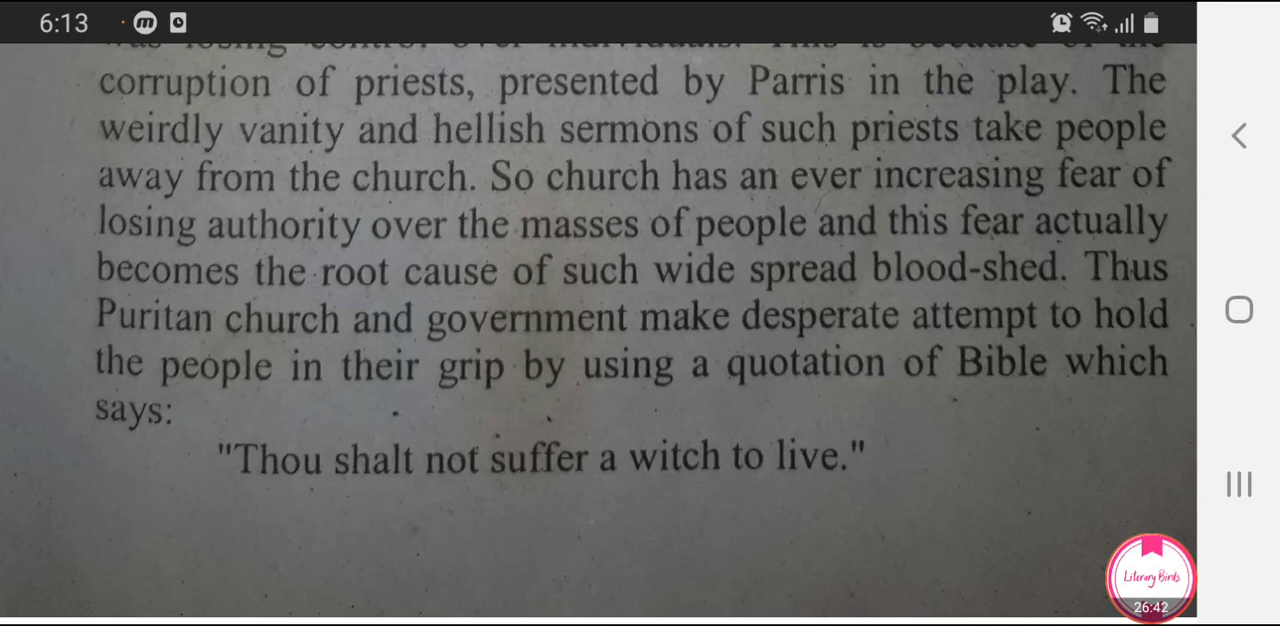 6:13
corruption of priests, presented by Parris in the play. The
weirdly vanity and hellish sermons of such priests take people
away from the church. So church has an ever increasing fear of
losing authority over the masses of people and this fear actually
becomes the root cause of such wide spread blood-shed. Thus
Puritan church and government make desperate attempt to hold
the people in their grip by using a quotation of Bible which
says:
"Thou shalt not suffer a witch to live."
Literary Birds
26:42